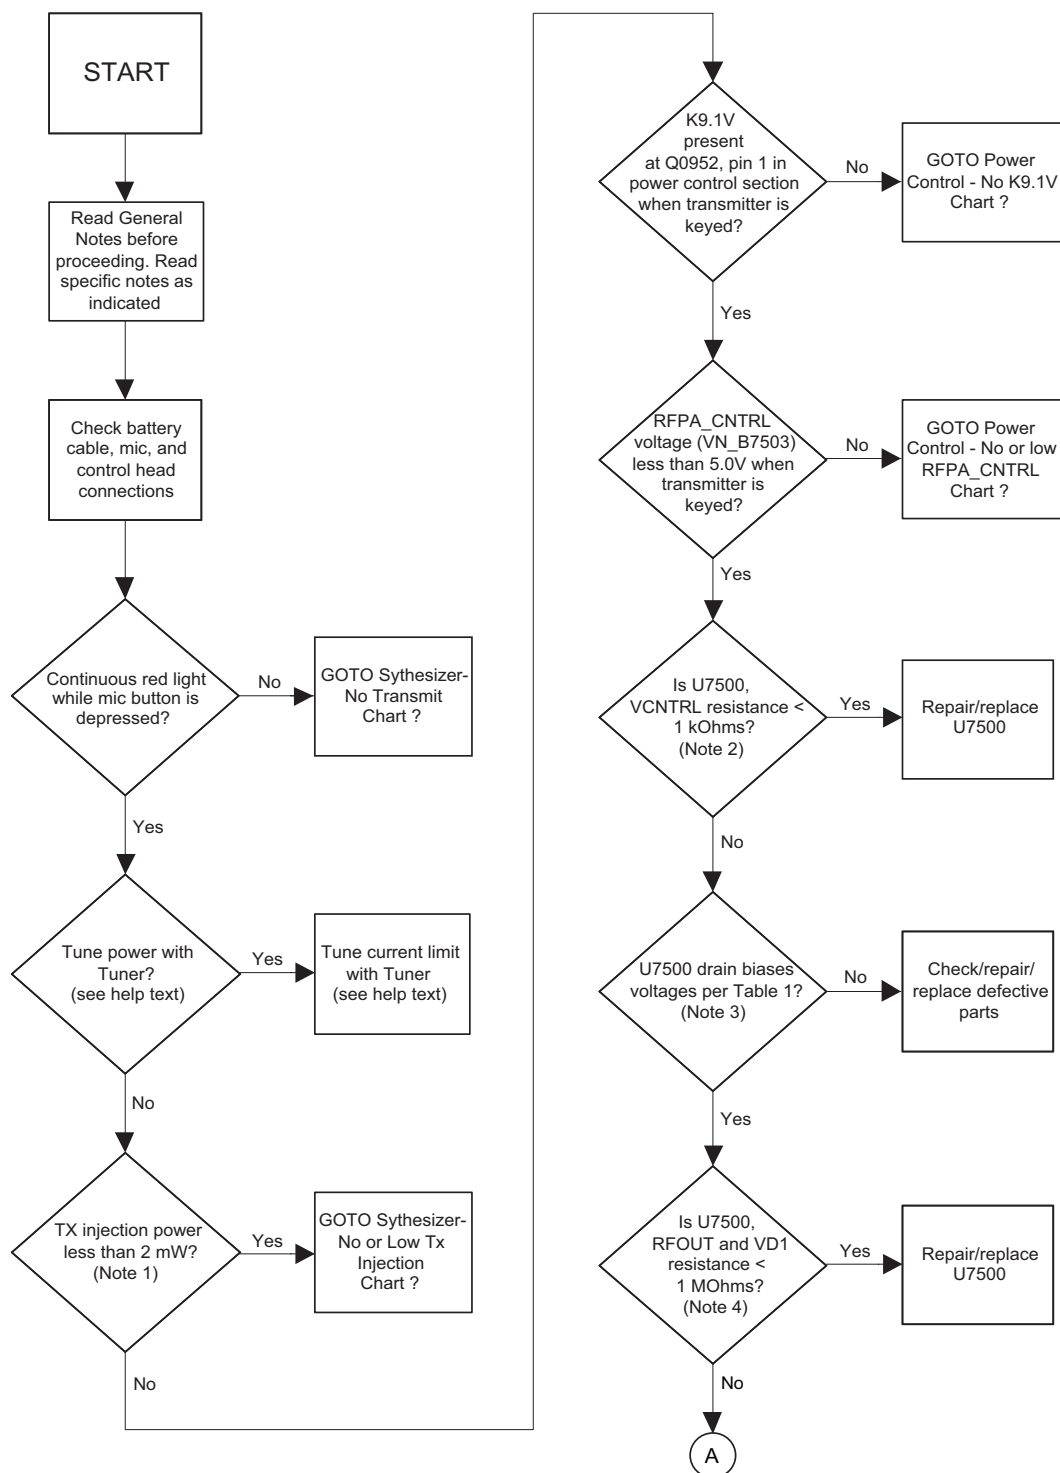 START
Read General
Notes before
proceeding. Read
specific notes as
indicated
Check battery
cable, mic, and
control head
connections
Continuous red light
while mic button is
depressed?
No
GOTO Sythesizer-
No Transmit
Chart ?
Yes
Tune power with
Tuner?
(see help text)
Yes
Tune current limit
with Tuner
(see help text)
No
TX injection power
less than 2 mW?
(Note 1)
Yes
GOTO Sythesizer-
No or Low Tx
Injection
Chart ?
No
K9.1V
present
at Q0952, pin 1 in
power control section
when transmitter is
keyed?
No
GOTO Power
Control - No K9.1V
Chart ?
Yes
RFPA_CNTRL
voltage (VN_B7503)
less than 5.0V when
transmitter is
keyed?
No
GOTO Power
Control - No or low
RFPA_CNTRL
Chart ?
Yes
Is U7500,
VCNTRL resistance <
1 kOhms?
(Note 2)
Yes
Repair/replace
U7500
No
U7500 drain biases
voltages per Table 1?
(Note 3)
No
Check/repair/
replace defective
parts
Yes
Is U7500,
RFOUT and VD1
resistance <
1 MOhms?
(Note 4)
Yes
Repair/replace
U7500
No
A